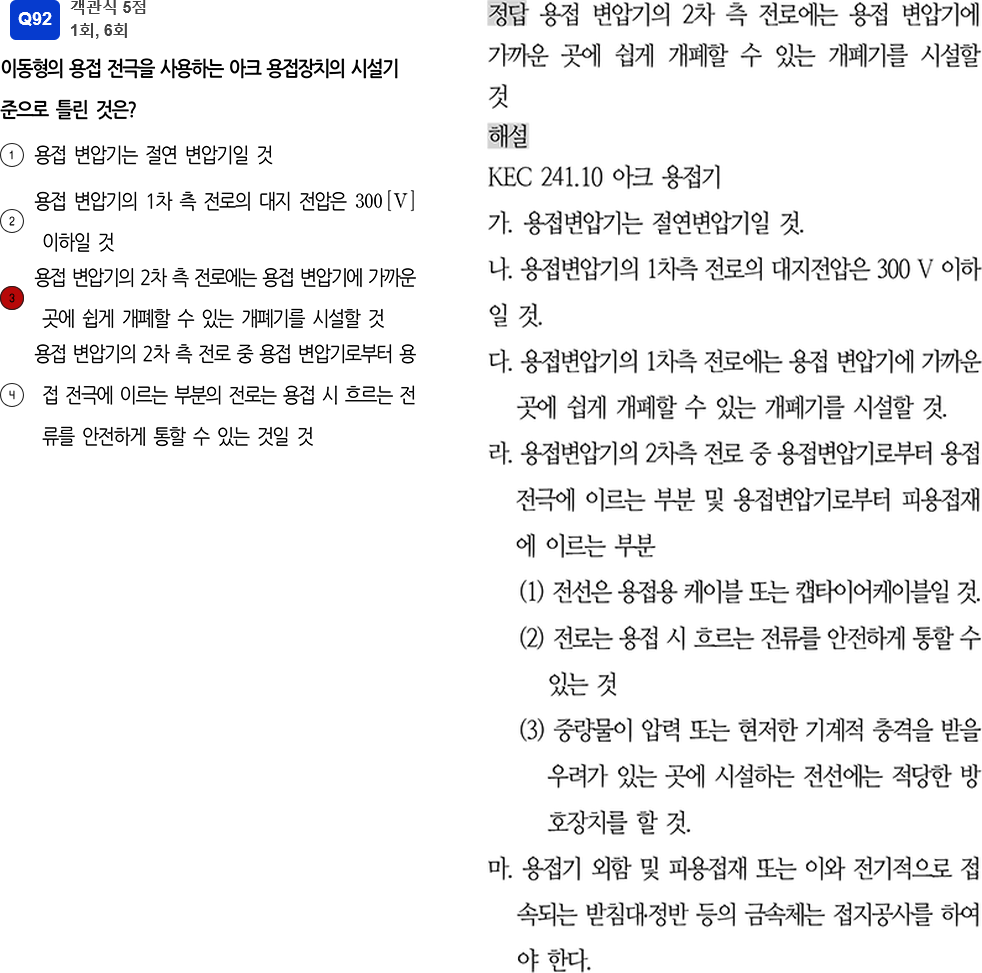 Q92
객관식 5점
1회, 6회
이동형의 용접 전극을 사용하는 아크 용접장치의 시설기
준으로 틀린 것은?
1 용접 변압기는 절연 변압기일 것
2 용접 변압기의 1차 측 전로의 대지 전압은 300[V]
이하일 것
3 용접 변압기의 2차 측 전로에는 용접 변압기에 가까운
곳에 쉽게 개폐할 수 있는 개폐기를 시설할 것
용접 변압기의 2차 측 전로 중 용접 변압기로부터 용
4 접 전극에 이르는 부분의 전로는 용접 시 흐르는 전
류를 안전하게 통할 수 있는 것일 것
정답 용접 변압기의 2차 측 전로에는 용접 변압기에
가까운 곳에 쉽게 개폐할 수 있는 개폐기를 시설할
것
해설
KEC 241.10 아크 용접기
가. 용접변압기는 절연변압기일 것.
나. 용접변압기의 1차측 전로의 대지전압은 300 V 이하
일 것.
다. 용접변압기의 1차측 전로에는 용접 변압기에 가까운
곳에 쉽게 개폐할 수 있는 개폐기를 시설할 것.
라. 용접변압기의 2차측 전로 중 용접변압기로부터 용접
전극에 이르는 부분 및 용접변압기로부터 피용접재
에 이르는 부분
(1) 전선은 용접용 케이블 또는 캡타이어케이블일 것.
(2) 전로는 용접 시 흐르는 전류를 안전하게 통할 수
있는 것
(3) 중량물이 압력 또는 현저한 기계적 충격을 받을
우려가 있는 곳에 시설하는 전선에는 적당한 방
호장치를 할 것.
마. 용접기 외함 및 피용접재 또는 이와 전기적으로 접
속되는 받침대·정반 등의 금속체는 접지공사를 하여
야 한다.